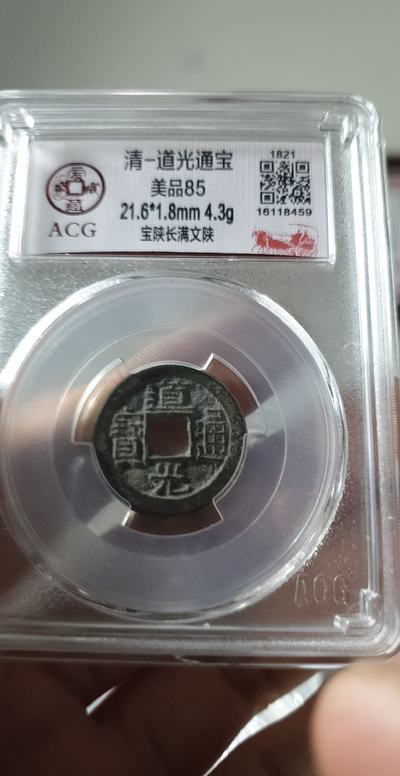 清-道光通宝
美品85
21.6*1.8mm 4.3g
宝陕长满文陕
1821
16118459
ACG
道
寶 通
光
ACG